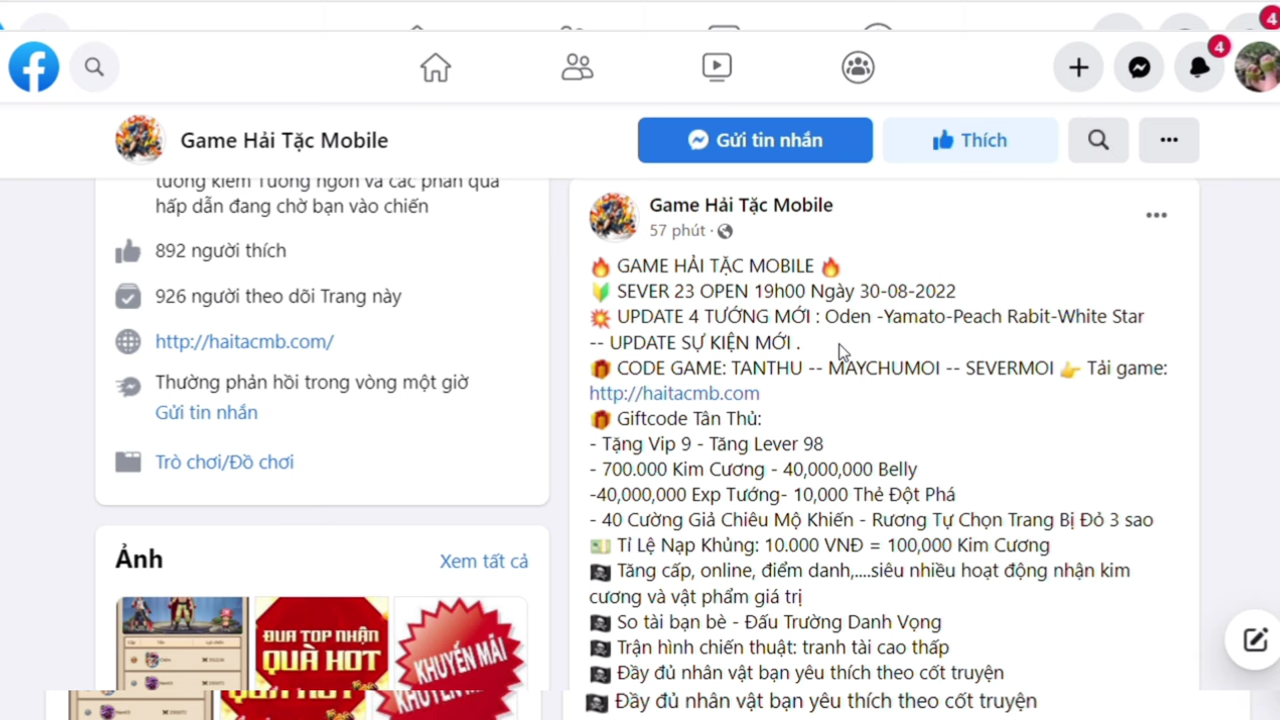 4
4
Game Hải Tặc Mobile
Gửi tin nhắn
Thích
tướng kiếm Tướng ngon và các phần quà
hấp dẫn đang chờ bạn vào chiến
892 người thích
926 người theo dõi Trang này
http://haitacmb.com/
Thường phản hồi trong vòng một giờ
Gửi tin nhắn
Trò chơi/Đồ chơi
Ảnh
Xem tất cả
ĐUA TOP NHẬN
QUÀ HOT
KHUYẾN MÃI
Game Hải Tặc Mobile
57 phút ·
GAME HẢI TẶC MOBILE
SEVER 23 OPEN 19h00 Ngày 30-08-2022
UPDATE 4 TƯỚNG MỚI : Oden -Yamato-Peach Rabit-White Star
-- UPDATE SỰ KIỆN MỚI .
CODE GAME: TANTHU -- MAYCHUMOI -- SEVERMOI 👉 Tải game:
http://haitacmb.com
Giftcode Tân Thủ:
- Tặng Vip 9 - Tăng Lever 98
- 700.000 Kim Cương - 40,000,000 Belly
-40,000,000 Exp Tướng- 10,000 Thẻ Đột Phá
- 40 Cường Giả Chiêu Mộ Khiến - Rương Tự Chọn Trang Bị Đỏ 3 sao
Tỉ Lệ Nạp Khủng: 10.000 VNĐ = 100,000 Kim Cương
Tăng cấp, online, điểm danh,....siêu nhiều hoạt động nhận kim
cương và vật phẩm giá trị
So tài bạn bè - Đấu Trường Danh Vọng
Trận hình chiến thuật: tranh tài cao thấp
Đầy đủ nhân vật bạn yêu thích theo cốt truyện
Đầy đủ nhân vật bạn yêu thích theo cốt truyện